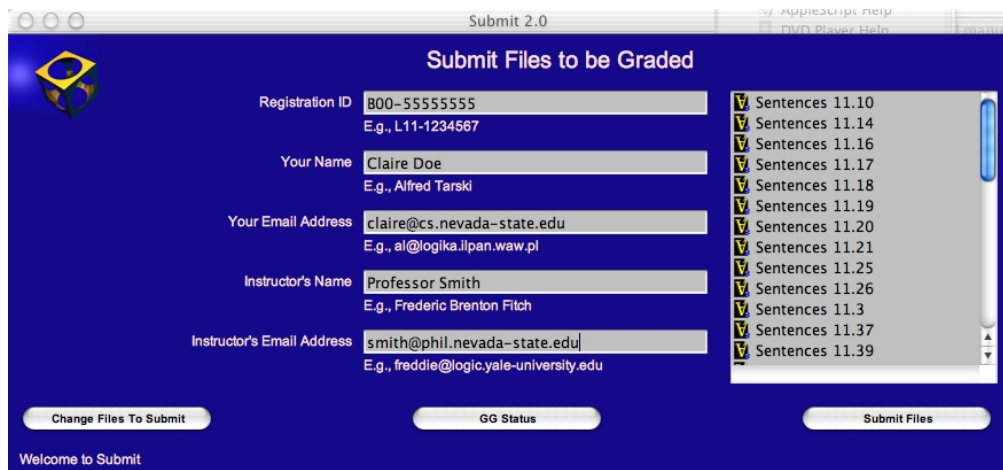 Submit 2.0
AppleScript Help
DVD Player Help
Submit Files to be Graded
Registration ID
B00-55555555
E.g., L11-1234567
Your Name
Claire Doe
E.g., Alfred Tarski
Your Email Address
claire@cs.nevada-state.edu
E.g., al@logika.ilpan.waw.pl
Instructor's Name
Professor Smith
E.g., Frederic Brenton Fitch
Instructor's Email Address
smith@phil.nevada-state.edu
E.g., freddie@logic.yale-university.edu
Sentences 11.10
Sentences 11.14
Sentences 11.16
Sentences 11.17
Sentences 11.18
Sentences 11.19
Sentences 11.20
Sentences 11.21
Sentences 11.25
Sentences 11.26
Sentences 11.3
Sentences 11.37
Sentences 11.39
Change Files To Submit
GG Status
Submit Files
Welcome to Submit